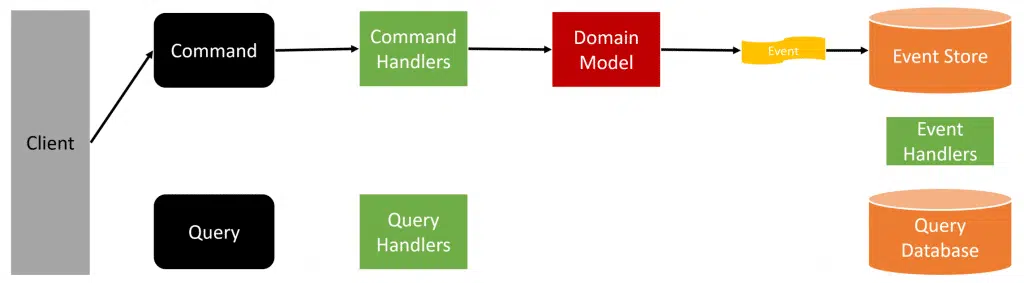 Client
Command
Command
Handlers
Domain
Model
Event
Event Store
Event
Handlers
Query
Query
Handlers
Query
Database